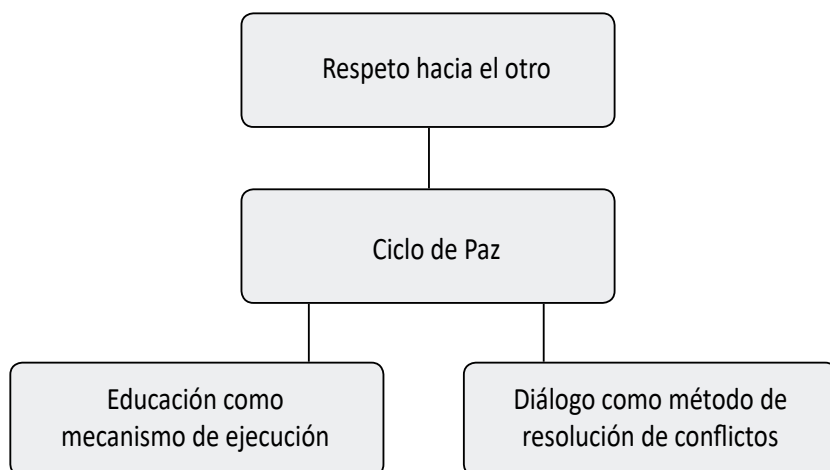 Respeto hacia el otro
Ciclo de Paz
Educación como
mecanismo de ejecución
Diálogo como método de
resolución de conflictos